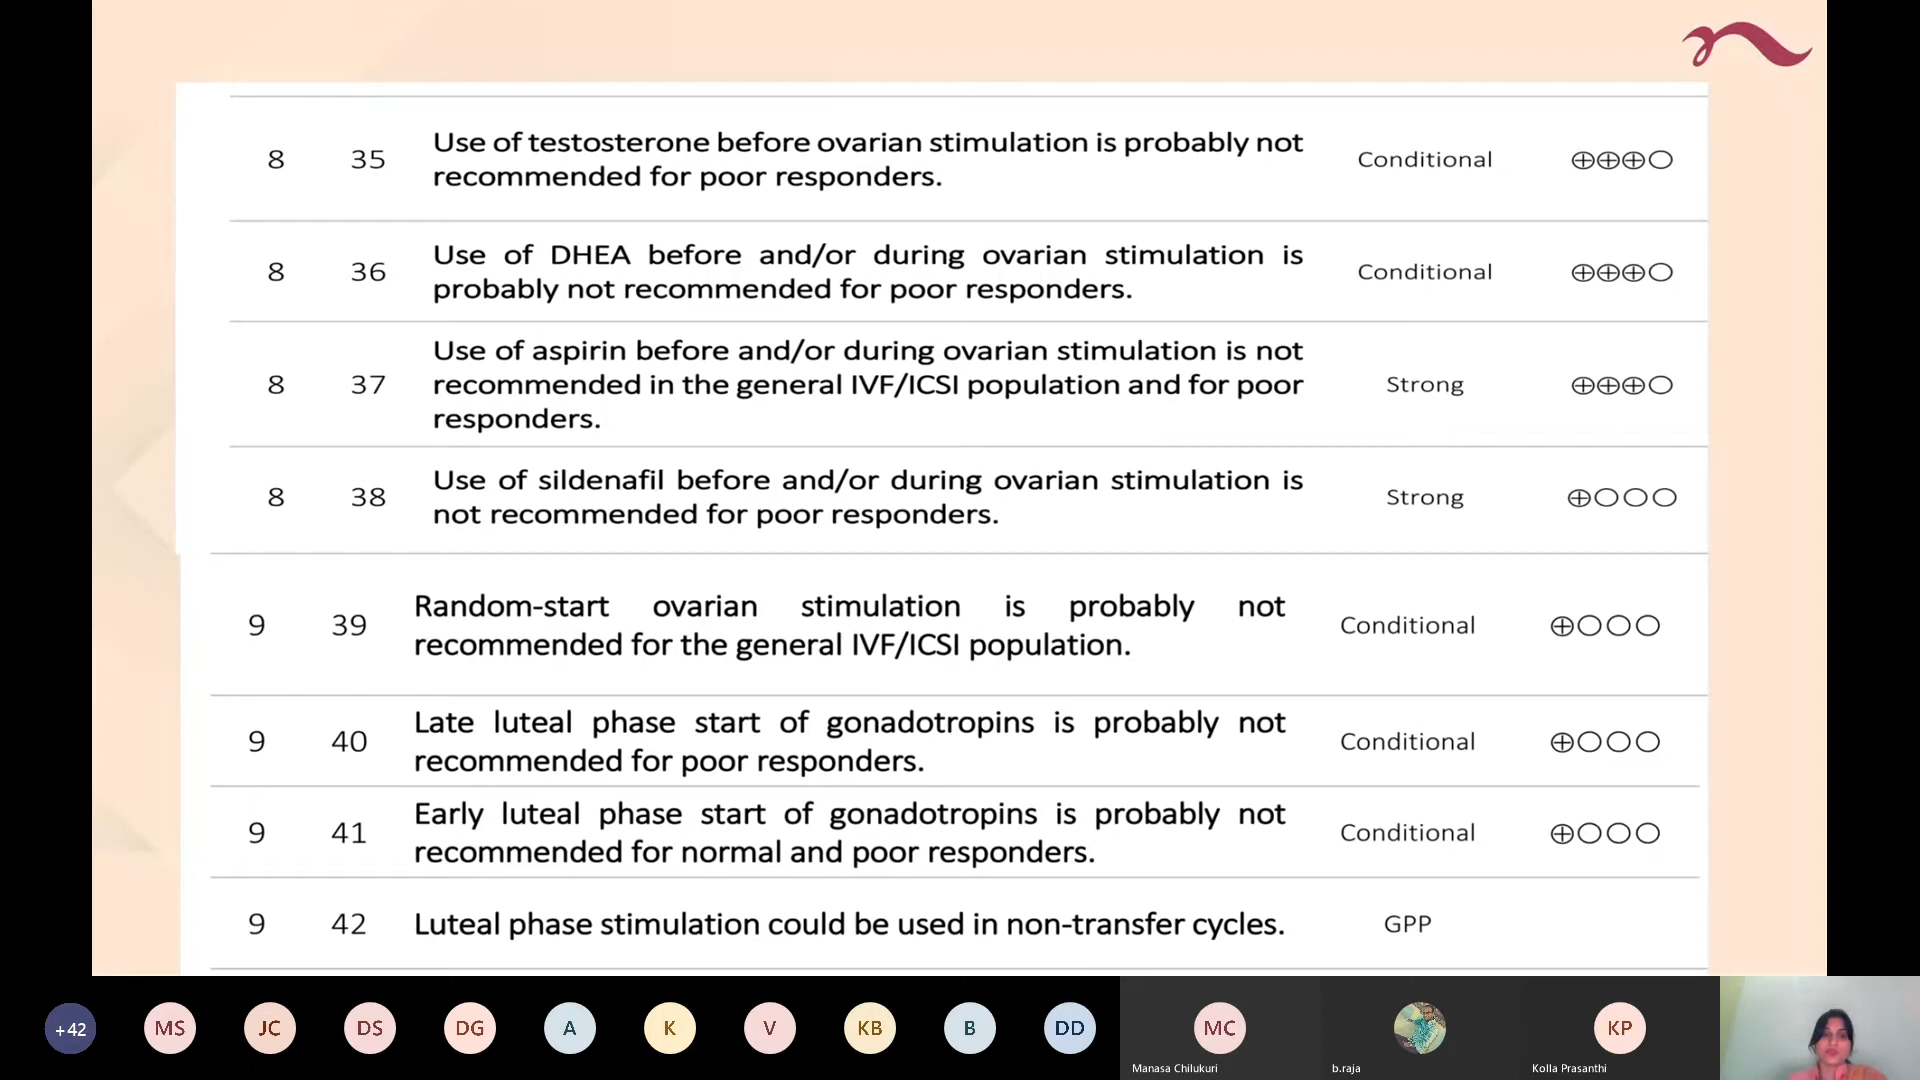 8 35 Use of testosterone before ovarian stimulation is probably not
recommended for poor responders. Conditional ⊕⊕⊕○
8 36 Use of DHEA before and/or during ovarian stimulation is
probably not recommended for poor responders. Conditional ⊕⊕⊕○
8 37 Use of aspirin before and/or during ovarian stimulation is not
recommended in the general IVF/ICSI population and for poor
responders. Strong ⊕⊕⊕○
8 38 Use of sildenafil before and/or during ovarian stimulation is
not recommended for poor responders. Strong ⊕○○○
9 39 Random-start ovarian stimulation is probably not
recommended for the general IVF/ICSI population. Conditional ⊕○○○
9 40 Late luteal phase start of gonadotropins is probably not
recommended for poor responders. Conditional ⊕○○○
9 41 Early luteal phase start of gonadotropins is probably not
recommended for normal and poor responders. Conditional ⊕○○○
9 42 Luteal phase stimulation could be used in non-transfer cycles. GPP
+42 MS JC DS DG A K V KB B DD MC KP
Manasa Chilukuri b.raja Kolla Prasanthi